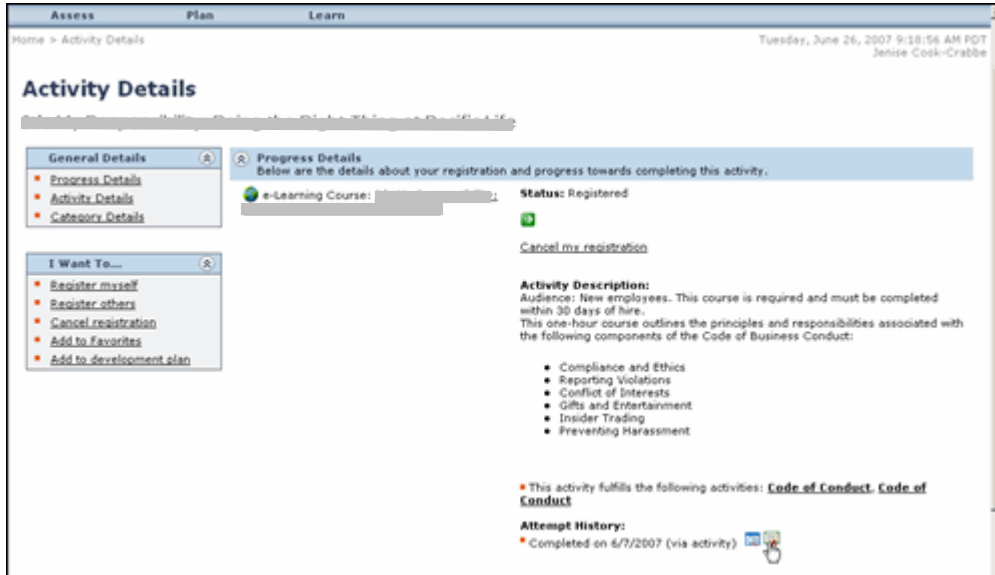 Assess Plan Learn
Home > Activity Details
Tuesday, June 26, 2007 9:18:56 AM PDT
Jenise Cook-Crabbe
Activity Details
General Details
Progress Details
Activity Details
Category Details
I Want To...
Register myself
Register others
Cancel registration
Add to Favorites
Add to development plan
Progress Details
Below are the details about your registration and progress towards completing this activity.
e-Learning Course:
Status: Registered
Cancel my registration
Activity Description:
Audience: New employees. This course is required and must be completed
within 30 days of hire.
This one-hour course outlines the principles and responsibilities associated with
the following components of the Code of Business Conduct:
• Compliance and Ethics
• Reporting Violations
• Conflict of Interests
• Gifts and Entertainment
• Insider Trading
• Preventing Harassment
This activity fulfills the following activities: Code of Conduct, Code of
Conduct
Attempt History:
Completed on 6/7/2007 (via activity)